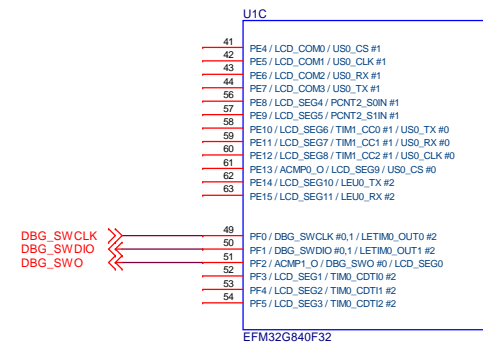 U1C
41 PE4 / LCD_COM0 / US0_CS #1
42 PE5 / LCD_COM1 / US0_CLK #1
43 PE6 / LCD_COM2 / US0_RX #1
44 PE7 / LCD_COM3 / US0_TX #1
56 PE8 / LCD_SEG4 / PCNT2_S0IN #1
57 PE9 / LCD_SEG5 / PCNT2_S1IN #1
58 PE10 / LCD_SEG6 / TIM1_CC0 #1 / US0_TX #0
59 PE11 / LCD_SEG7 / TIM1_CC1 #1 / US0_RX #0
60 PE12 / LCD_SEG8 / TIM1_CC2 #1 / US0_CLK #0
61 PE13 / ACMP0_O / LCD_SEG9 / US0_CS #0
62 PE14 / LCD_SEG10 / LEU0_TX #2
63 PE15 / LCD_SEG11 / LEU0_RX #2
DBG_SWCLK 49 PF0 / DBG_SWCLK #0,1 / LETIM0_OUT0 #2
DBG_SWDIO 50 PF1 / DBG_SWDIO #0,1 / LETIM0_OUT1 #2
DBG_SWO 51 PF2 / ACMP1_O / DBG_SWO #0 / LCD_SEG0
52 PF3 / LCD_SEG1 / TIM0_CDTI0 #2
53 PF4 / LCD_SEG2 / TIM0_CDTI1 #2
54 PF5 / LCD_SEG3 / TIM0_CDTI2 #2
EFM32G840F32